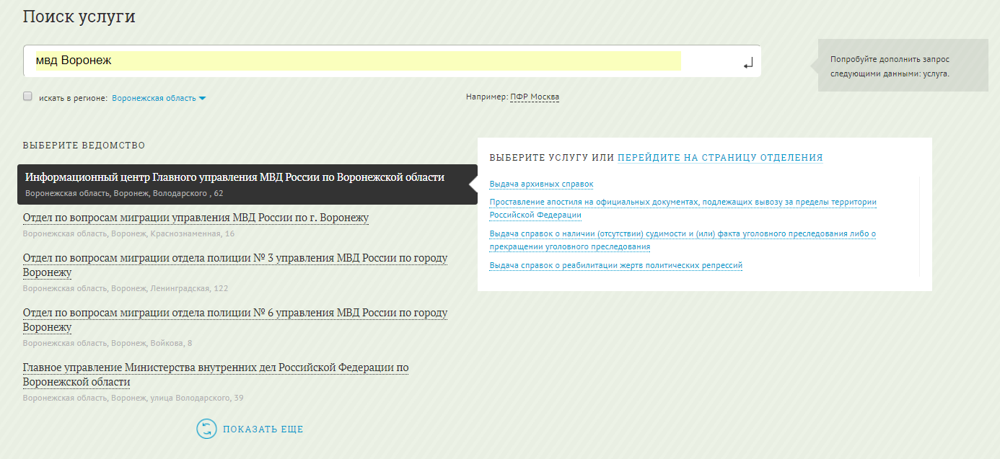 Поиск услуги
мвд Воронеж
Попробуйте дополнить запрос
следующими данными: услуга.
искать в регионе: Воронежская область
Например: ПФР Москва
ВЫБЕРИТЕ ВЕДОМСТВО
Информационный центр Главного управления МВД России по Воронежской области
Воронежская область, Воронеж, Володарского , 62
Отдел по вопросам миграции управления МВД России по г. Воронежу
Воронежская область, Воронеж, Краснознаменная, 16
Отдел по вопросам миграции отдела полиции № 3 управления МВД России по городу
Воронежу
Воронежская область, Воронеж, Ленинградская, 122
Отдел по вопросам миграции отдела полиции № 6 управления МВД России по городу
Воронежу
Воронежская область, Воронеж, Войкова, 8
Главное управление Министерства внутренних дел Российской Федерации по
Воронежской области
Воронежская область, Воронеж, улица Володарского, 39
ПОКАЗАТЬ ЕЩЕ
ВЫБЕРИТЕ УСЛУГУ ИЛИ ПЕРЕЙДИТЕ НА СТРАНИЦУ ОТДЕЛЕНИЯ
Выдача архивных справок
Проставление апостиля на официальных документах, подлежащих вывозу за пределы территории
Российской Федерации
Выдача справок о наличии (отсутствии) судимости и (или) факта уголовного преследования либо о
прекращении уголовного преследования
Выдача справок о реабилитации жертв политических репрессий